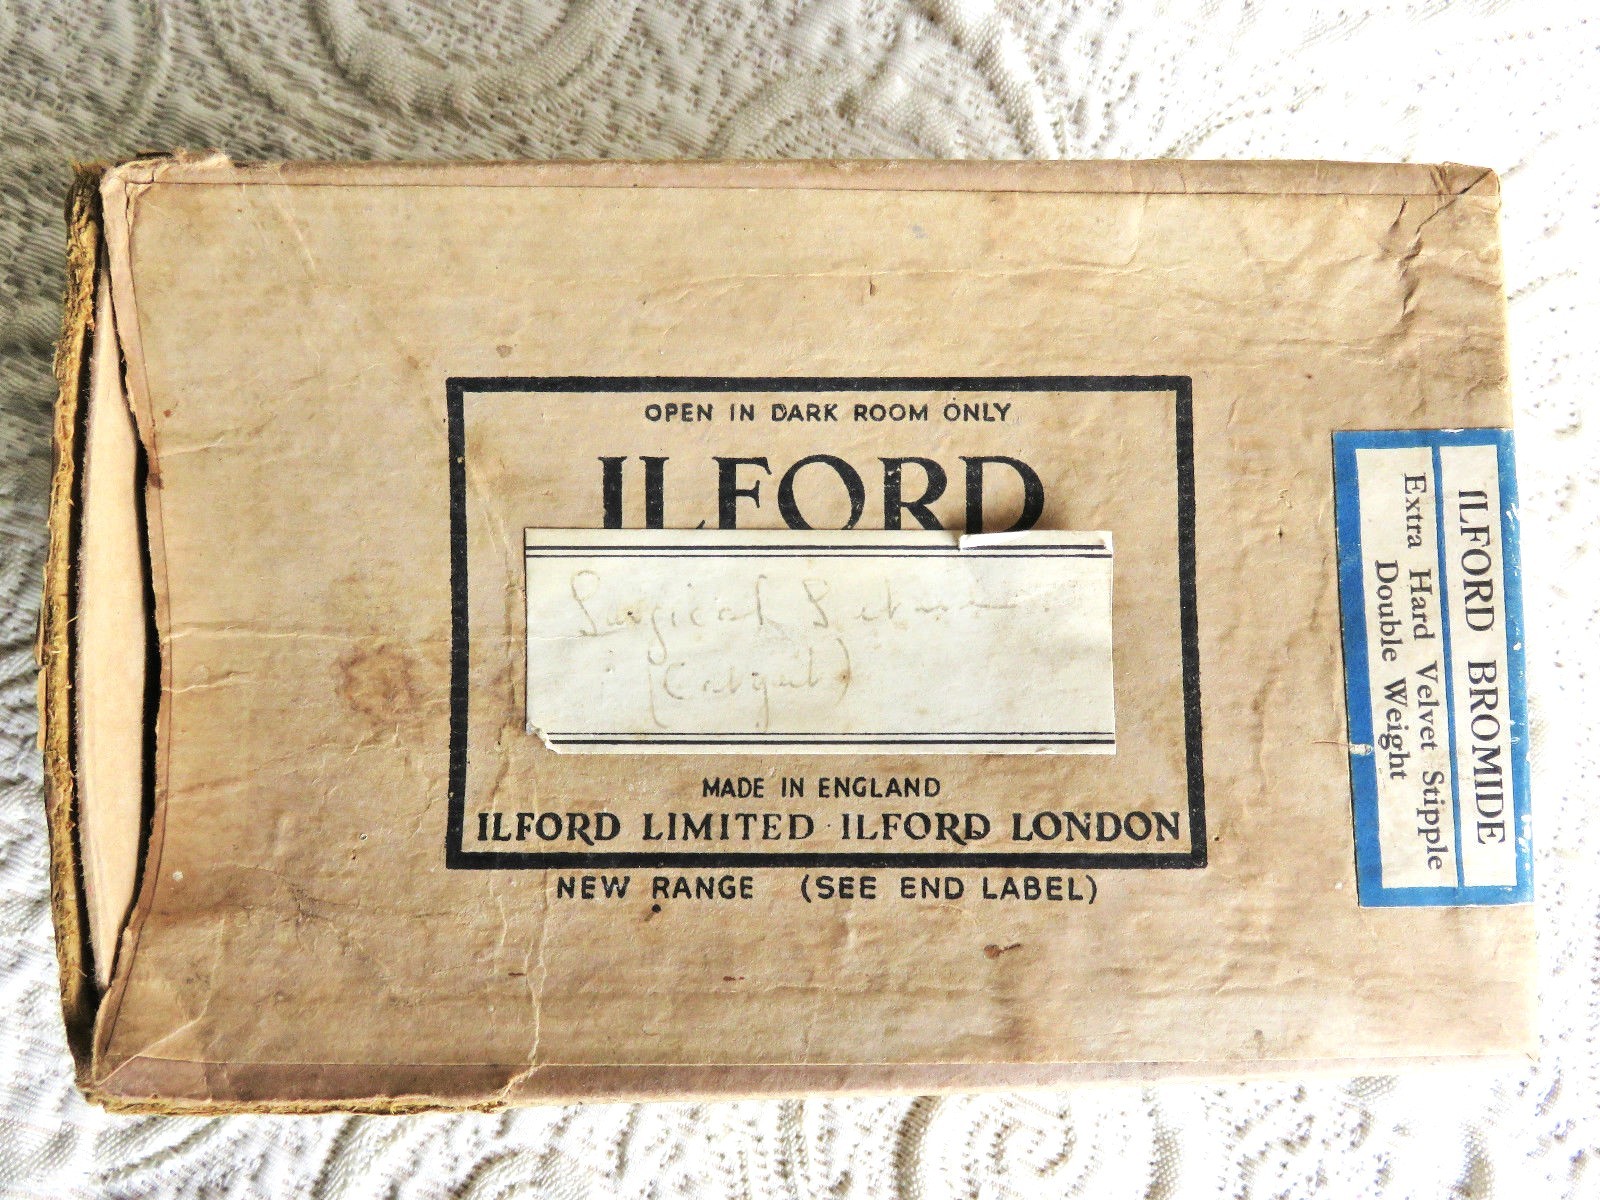 OPEN IN DARK ROOM ONLY
ILFORD
Surgical Suture
(Catgut)
MADE IN ENGLAND
ILFORD LIMITED · ILFORD LONDON
NEW RANGE (SEE END LABEL)
ILFORD BROMIDE
Extra Hard Velvet Stipple
Double Weight